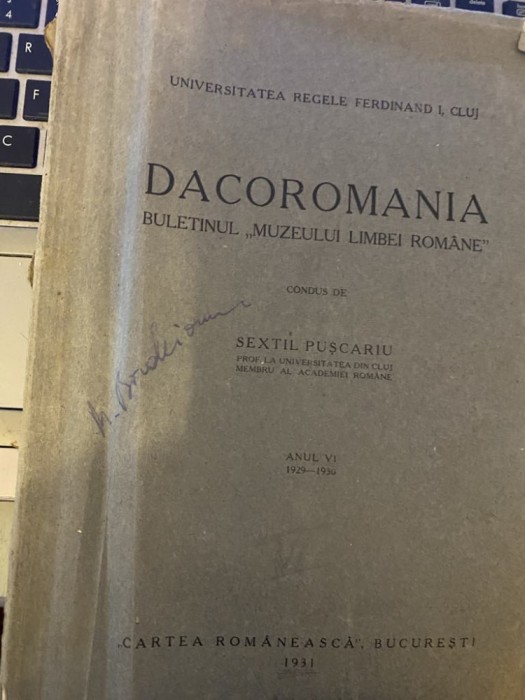 4
R
F
C
UNIVERSITATEA REGELE FERDINAND I, CLUJ
DACOROMANIA
BULETINUL „MUZEULUI LIMBEI ROMÂNE”
CONDUS DE
SEXTIL PUŞCARIU
PROF. LA UNIVERSITATEA DIN CLUJ
MEMBRU AL ACADEMIEI ROMÂNE
ANUL VI
1929—1930
„CARTEA ROMÂNEASCĂ”, BUCUREŞTI
1931